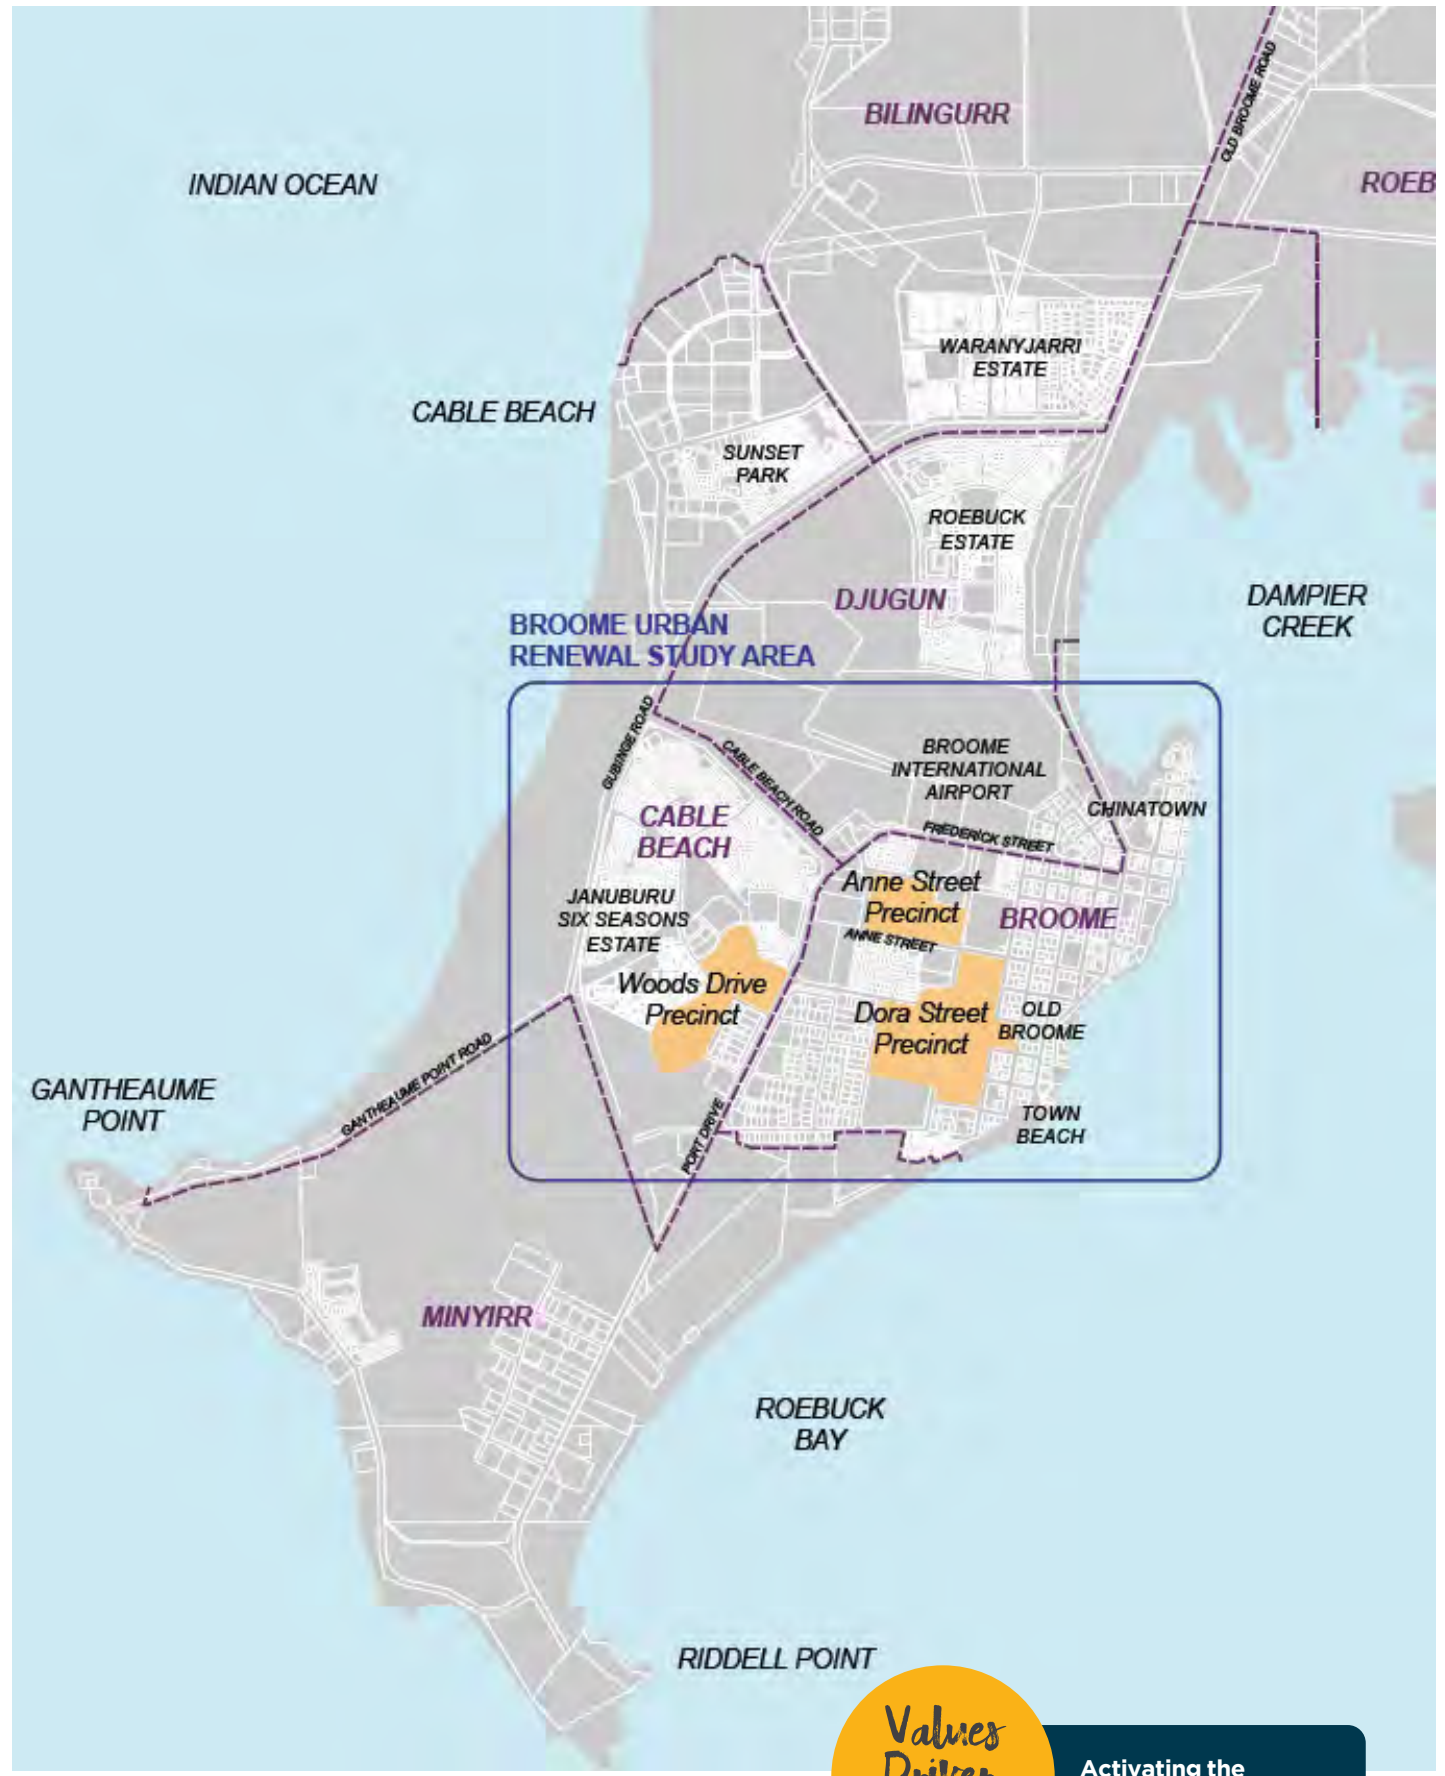 BILINGURR
OLD BROOME ROAD
INDIAN OCEAN
ROEB
WARANYJARRI
ESTATE
CABLE BEACH
SUNSET
PARK
ROEBUCK
ESTATE
DJUGUN
DAMPIER
CREEK
BROOME URBAN
RENEWAL STUDY AREA
GUBINGE ROAD
CABLE BEACH ROAD
BROOME
INTERNATIONAL
AIRPORT
CHINATOWN
CABLE
BEACH
FREDERICK STREET
Anne Street
Precinct
JANUBURU
SIX SEASONS
ESTATE
BROOME
ANNE STREET
Woods Drive
Precinct
Dora Street
Precinct
OLD
BROOME
GANTHEAUME POINT ROAD
GANTHEAUME
POINT
PORT DRIVE
TOWN
BEACH
MINYIRR
ROEBUCK
BAY
RIDDELL POINT
Values
Driven
Activating the